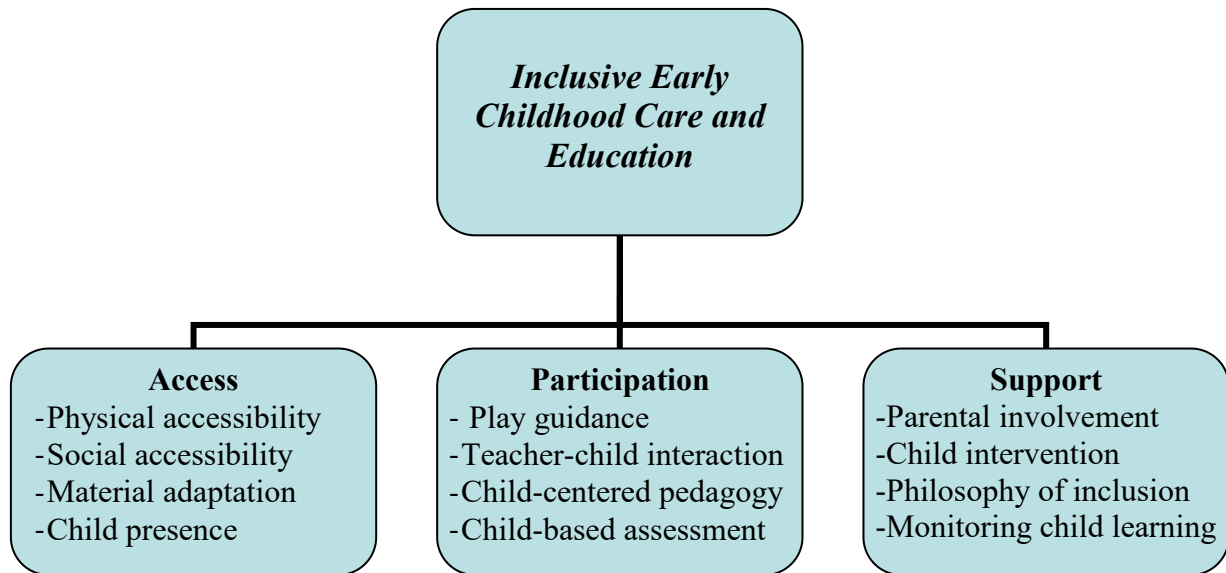 Inclusive Early
Childhood Care and
Education
Access
-Physical accessibility
-Social accessibility
-Material adaptation
-Child presence
Participation
- Play guidance
-Teacher-child interaction
-Child-centered pedagogy
-Child-based assessment
Support
-Parental involvement
-Child intervention
-Philosophy of inclusion
-Monitoring child learning